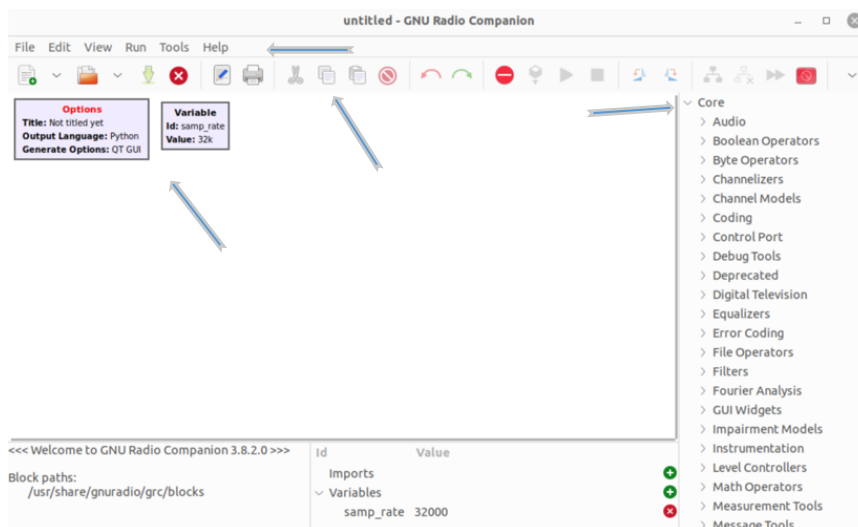 untitled - GNU Radio Companion
File Edit View Run Tools Help
Options
Title: Not titled yet
Output Language: Python
Generate Options: QT GUI
Variable
Id: samp_rate
Value: 32k
Core
Audio
Boolean Operators
Byte Operators
Channelizers
Channel Models
Coding
Control Port
Debug Tools
Deprecated
Digital Television
Equalizers
Error Coding
File Operators
Filters
Fourier Analysis
GUI Widgets
Impairment Models
Instrumentation
Level Controllers
Math Operators
Measurement Tools
Message Tools
<<< Welcome to GNU Radio Companion 3.8.2.0 >>>
Block paths:
/usr/share/gnuradio/grc/blocks
Id Value
Imports
Variables
samp_rate 32000